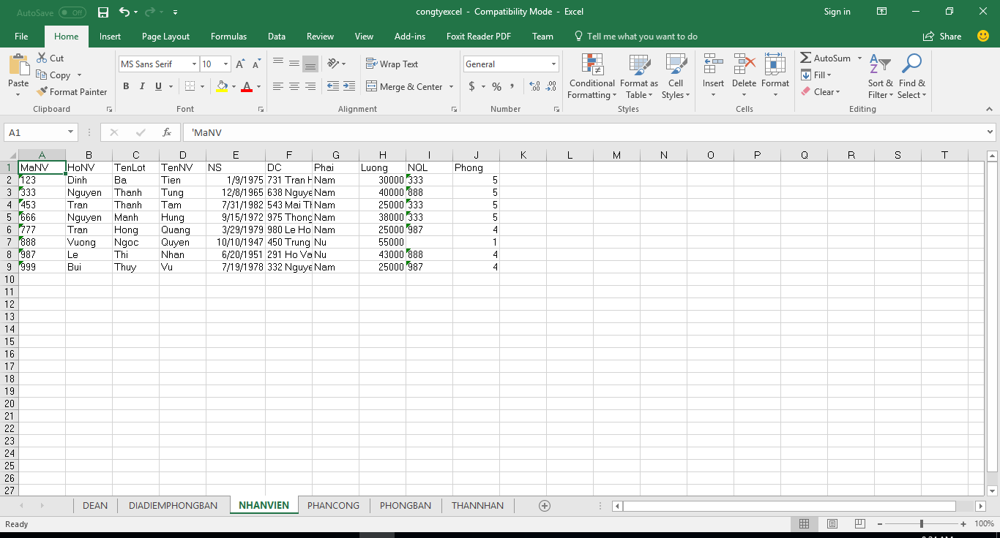 AutoSave Off congtyexcel - Compatibility Mode - Excel Sign in
File Home Insert Page Layout Formulas Data Review View Add-ins Foxit Reader PDF Team Tell me what you want to do Share
Cut
Copy
Format Painter
Paste
Clipboard
MS Sans Serif 10
B I U
Font
Wrap Text
Merge & Center
Alignment
General
$ % ,
Number
Conditional Formatting
Format as Table
Cell Styles
Styles
Insert Delete Format
Cells
AutoSum
Fill
Clear
Sort & Filter
Find & Select
Editing
A1 fx 'MaNV
A B C D E F G H I J K L M N O P Q R S T
1 MaNV HoNV TenLot TenNV NS DC Phai Luong NQL Phong
2 123 Dinh Ba Tien 1/9/1975 731 Tran H Nam 30000 333 5
3 333 Nguyen Thanh Tung 12/8/1965 638 Nguye Nam 40000 888 5
4 453 Tran Thanh Tam 7/31/1982 543 Mai Th Nam 25000 333 5
5 666 Nguyen Manh Hung 9/15/1972 975 Thong Nam 38000 333 5
6 777 Tran Hong Quang 3/29/1979 980 Le Ho Nam 25000 987 4
7 888 Vuong Ngoc Quyen 10/10/1947 450 Trung Nu 55000 1
8 987 Le Thi Nhan 6/20/1951 291 Ho Va Nu 43000 888 4
9 999 Bui Thuy Vu 7/19/1978 332 Nguye Nam 25000 987 4
10
11
12
13
14
15
16
17
18
19
20
21
22
23
24
25
26
27
DEAN DIADIEMPHONGBAN NHANVIEN PHANCONG PHONGBAN THANNHAN
Ready 100%